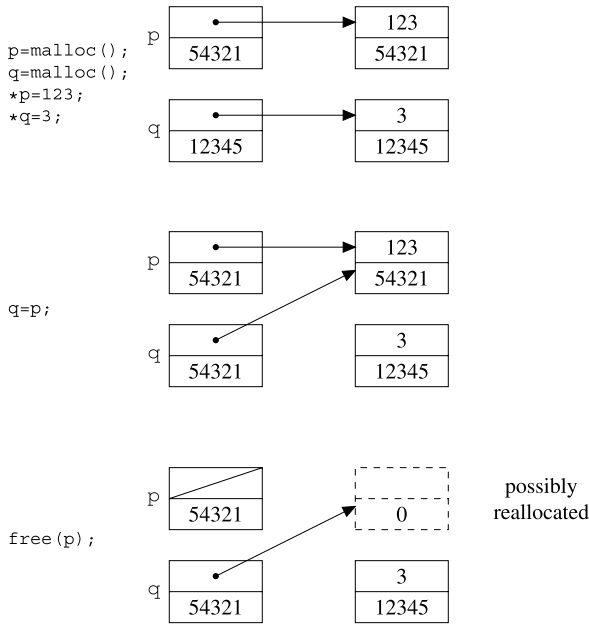 p=malloc();
q=malloc();
*p=123;
*q=3;
p
54321
123
54321
q
12345
3
12345
q=p;
p
54321
123
54321
q
54321
3
12345
free(p);
p
54321
0
possibly
reallocated
q
54321
3
12345